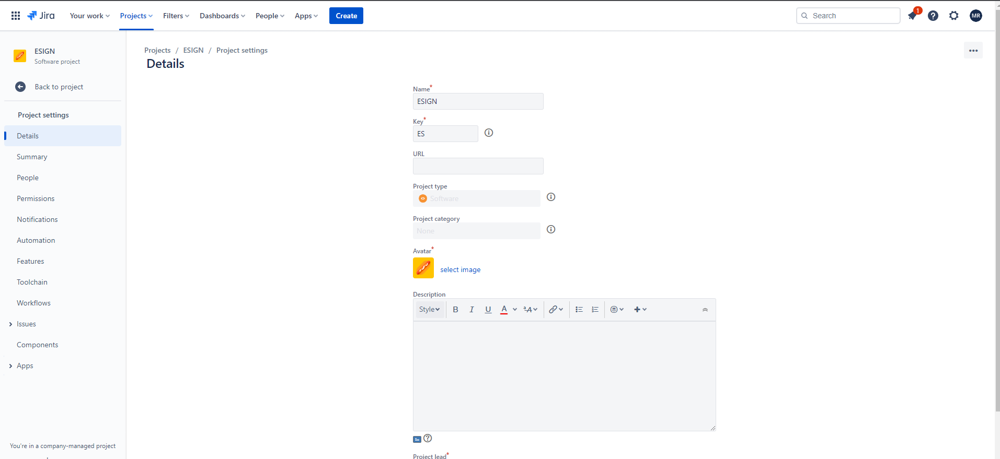 Jira Your work Projects Filters Dashboards People Apps Create Search 1 MR
ESIGN
Software project
Back to project
Project settings
Details
Summary
People
Permissions
Notifications
Automation
Features
Toolchain
Workflows
Issues
Components
Apps
You're in a company-managed project
Projects / ESIGN / Project settings
Details
Name*
ESIGN
Key*
ES
URL
Project type
Software
Project category
None
Avatar*
select image
Description
Style B I U A ªA
Project lead*